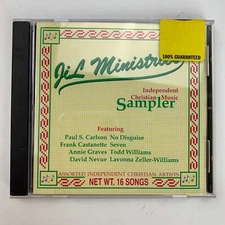 JiL Ministries
100% GUARANTEED
Independent
Christian Music
Sampler
Featuring
Paul S. Carlson No Disguise
Frank Castanette Seven
Annie Graves Todd Williams
David Nevue Lavonna Zeller-Williams
ASSORTED INDEPENDENT CHRISTIAN ARTISTS
NET WT. 16 SONGS